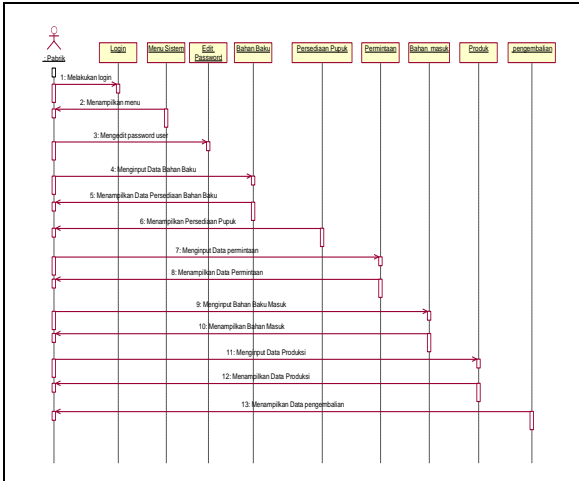 : Pabrik
Login
Menu Sistem
Edit
Password
Bahan Baku
Persediaan Pupuk
Permintaan
Bahan_masuk
Produk
pengembalian
1: Melakukan login
2: Menampilkan menu
3: Mengedit password user
4: Menginput Data Bahan Baku
5: Menampilkan Data Persediaan Bahan Baku
6: Menampilkan Persediaan Pupuk
7: Menginput Data permintaan
8: Menampilkan Data Permintaan
9: Menginput Bahan Baku Masuk
10: Menampilkan Bahan Masuk
11: Menginput Data Produksi
12: Menampilkan Data Produksi
13: Menampilkan Data pengembalian